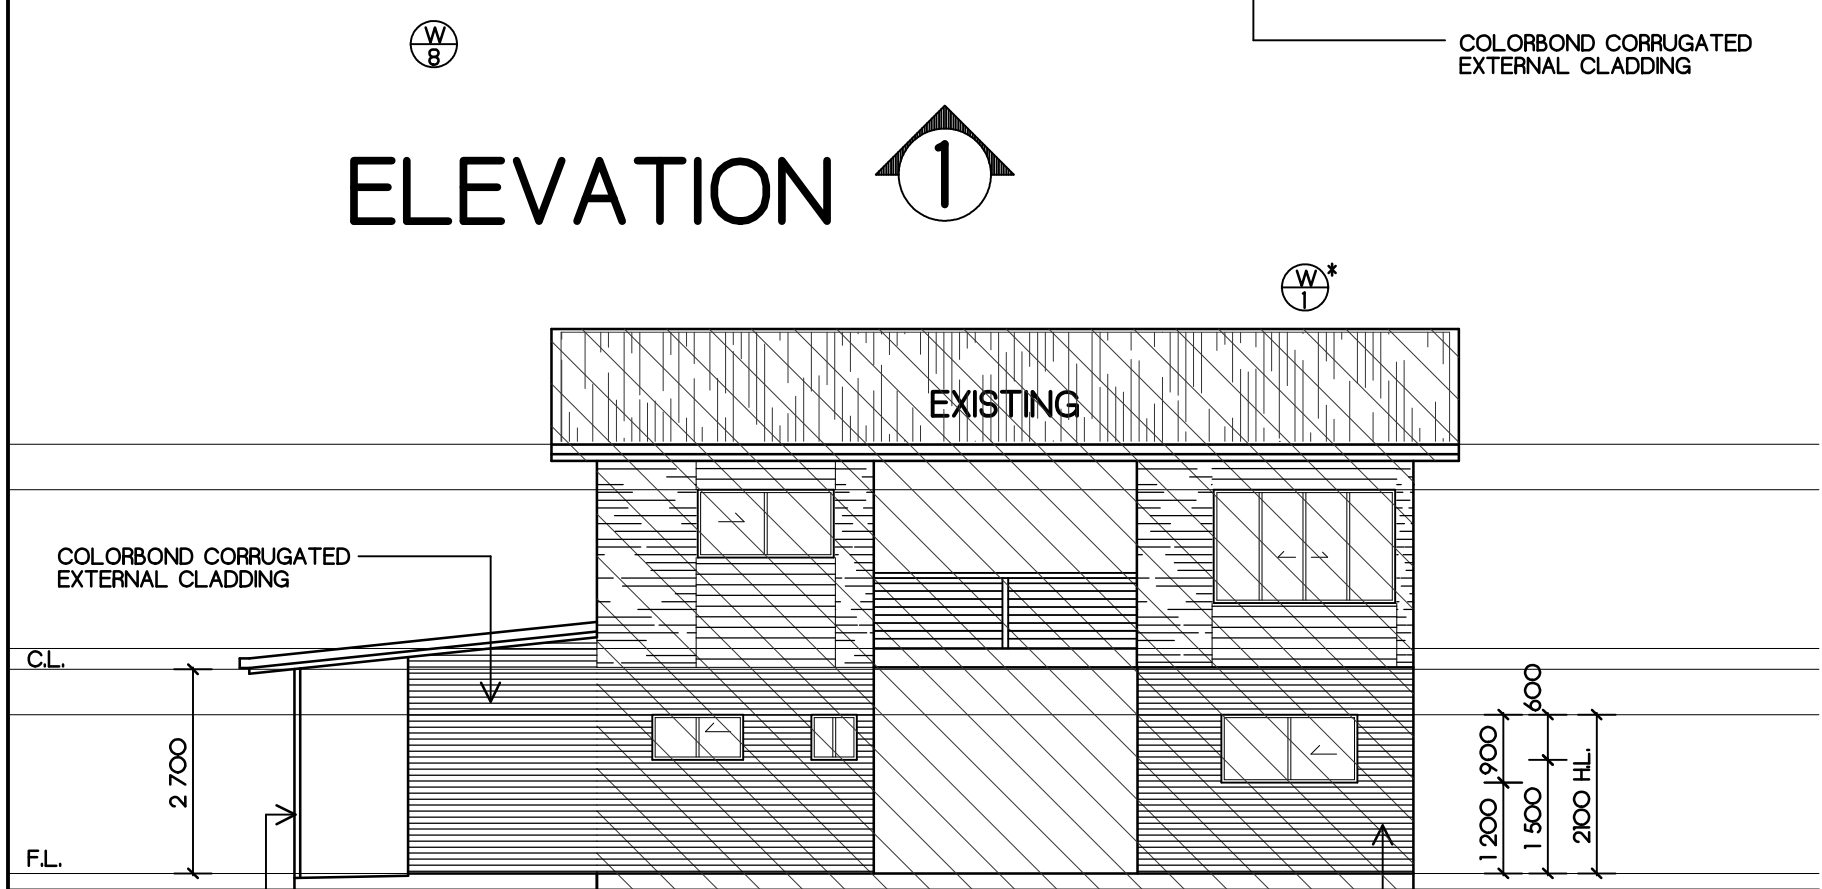 W
8
COLORBOND CORRUGATED
EXTERNAL CLADDING
ELEVATION 1
W*
1
EXISTING
COLORBOND CORRUGATED
EXTERNAL CLADDING
C.L.
2 700
F.L.
600
900
1 200
1 500
2100 H.L.